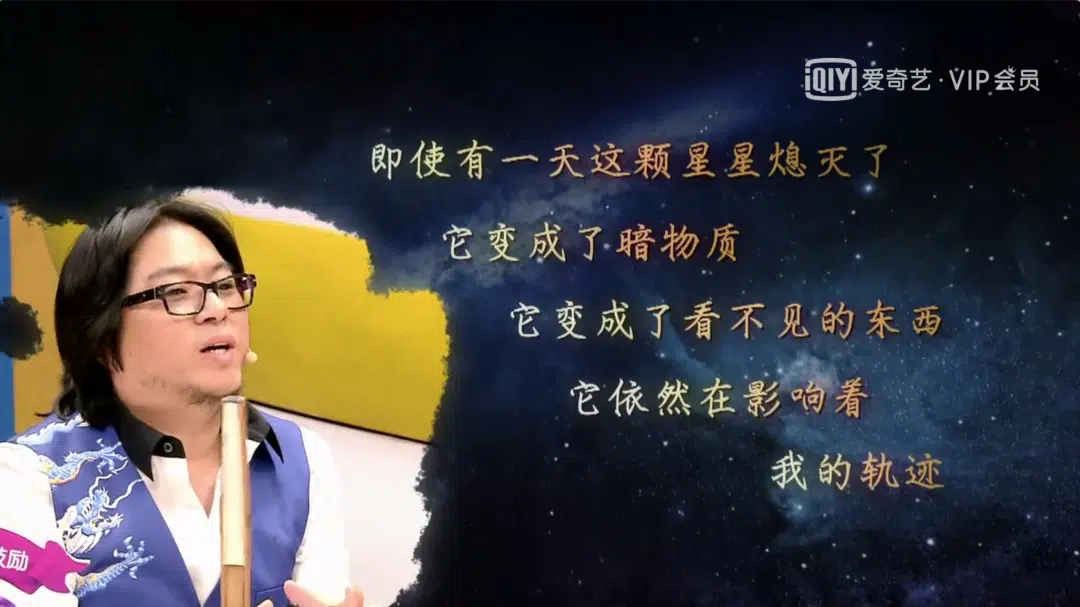 iQIYI 爱奇艺·VIP会员
即使有一天这颗星星熄灭了
它变成了暗物质
它变成了看不见的东西
它依然在影响着
我的轨迹
励